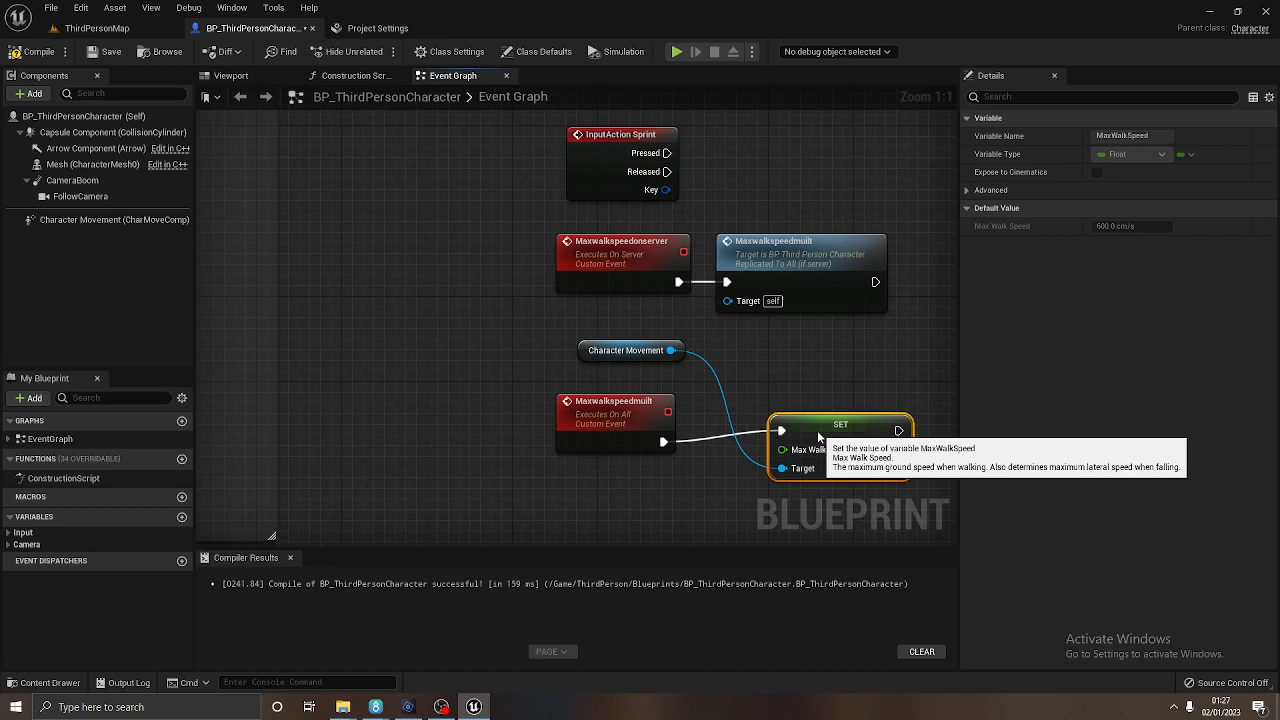 File Edit Asset View Debug Window Tools Help
ThirdPersonMap
BP_ThirdPersonCharac...
Project Settings
Parent class: Character
Compile
Save
Browse
Diff
Find
Hide Unrelated
Class Settings
Class Defaults
Simulation
No debug object selected
Components
Add
Search
BP_ThirdPersonCharacter (Self)
Capsule Component (CollisionCylinder)
Arrow Component (Arrow) Edit in C++
Mesh (CharacterMesh0) Edit in C++
CameraBoom
FollowCamera
Character Movement (CharMoveComp)
My Blueprint
Add
Search
GRAPHS
EventGraph
FUNCTIONS (34 OVERRIDABLE)
ConstructionScript
MACROS
VARIABLES
Input
Camera
EVENT DISPATCHERS
Viewport
Construction Scr...
Event Graph
BP_ThirdPersonCharacter > Event Graph
Zoom 1:1
InputAction Sprint
Pressed
Released
Key
Maxwalkspeedonserver
Executes On Server
Custom Event
Maxwalkspeedmuilt
Target is BP Third Person Character
Replicated To All (if server)
Target self
Character Movement
Maxwalkspeedmuilt
Executes On All
Custom Event
SET
Max Walk
Target
Set the value of variable MaxWalkSpeed
Max Walk Speed.
The maximum ground speed when walking. Also determines maximum lateral speed when falling.
BLUEPRINT
Compiler Results
[0241.84] Compile of BP_ThirdPersonCharacter successful! [in 159 ms] (/Game/ThirdPerson/Blueprints/BP_ThirdPersonCharacter.BP_ThirdPersonCharacter)
PAGE
CLEAR
Details
Search
Variable
Variable Name MaxWalkSpeed
Variable Type Float
Expose to Cinematics
Advanced
Default Value
Max Walk Speed 600.0 cm/s
Activate Windows
Go to Settings to activate Windows.
Content Drawer
Output Log
Cmd
Enter Console Command
Source Control Off
Type here to search
01:27
02/01/2023